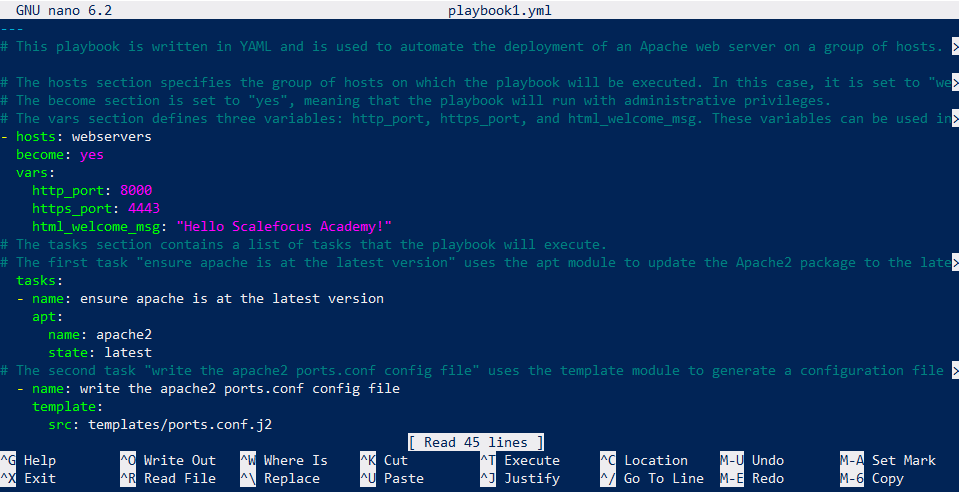 GNU nano 6.2 playbook1.yml
---
# This playbook is written in YAML and is used to automate the deployment of an Apache web server on a group of hosts. >
# The hosts section specifies the group of hosts on which the playbook will be executed. In this case, it is set to "we>
# The become section is set to "yes", meaning that the playbook will run with administrative privileges.
# The vars section defines three variables: http_port, https_port, and html_welcome_msg. These variables can be used in>
- hosts: webservers
  become: yes
  vars:
    http_port: 8000
    https_port: 4443
    html_welcome_msg: "Hello Scalefocus Academy!"
# The tasks section contains a list of tasks that the playbook will execute.
# The first task "ensure apache is at the latest version" uses the apt module to update the Apache2 package to the late>
  tasks:
  - name: ensure apache is at the latest version
    apt:
      name: apache2
      state: latest
# The second task "write the apache2 ports.conf config file" uses the template module to generate a configuration file >
  - name: write the apache2 ports.conf config file
    template:
      src: templates/ports.conf.j2
[ Read 45 lines ]
^G Help ^O Write Out ^W Where Is ^K Cut ^T Execute ^C Location M-U Undo M-A Set Mark
^X Exit ^R Read File ^\ Replace ^U Paste ^J Justify ^/ Go To Line M-E Redo M-6 Copy